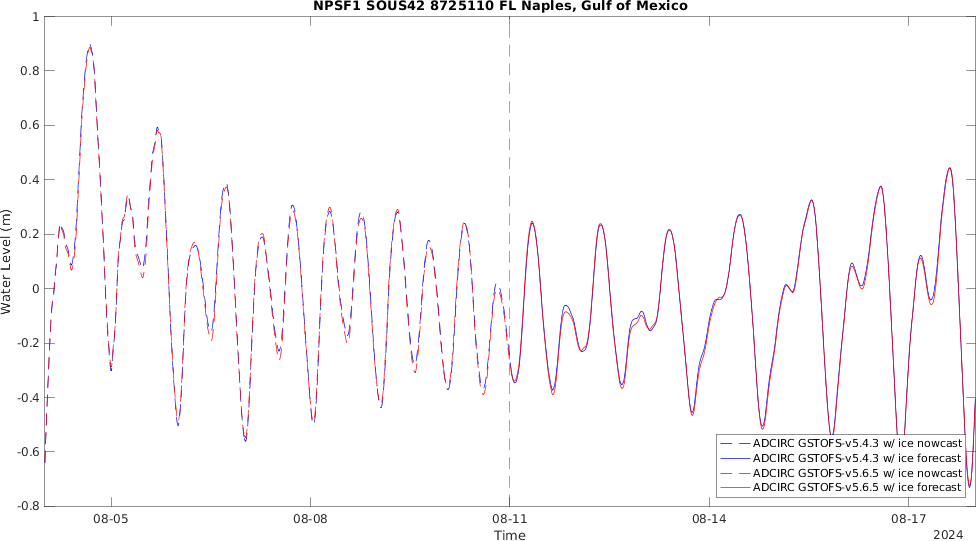 NPSF1 SOUS42 8725110 FL Naples, Gulf of Mexico
Water Level (m)
1
0.8
0.6
0.4
0.2
0
-0.2
-0.4
-0.6
-0.8
ADCIRC GSTOFS-v5.4.3 w/ ice nowcast
ADCIRC GSTOFS-v5.4.3 w/ ice forecast
ADCIRC GSTOFS-v5.6.5 w/ ice nowcast
ADCIRC GSTOFS-v5.6.5 w/ ice forecast
08-05 08-08 08-11 08-14 08-17
Time
2024